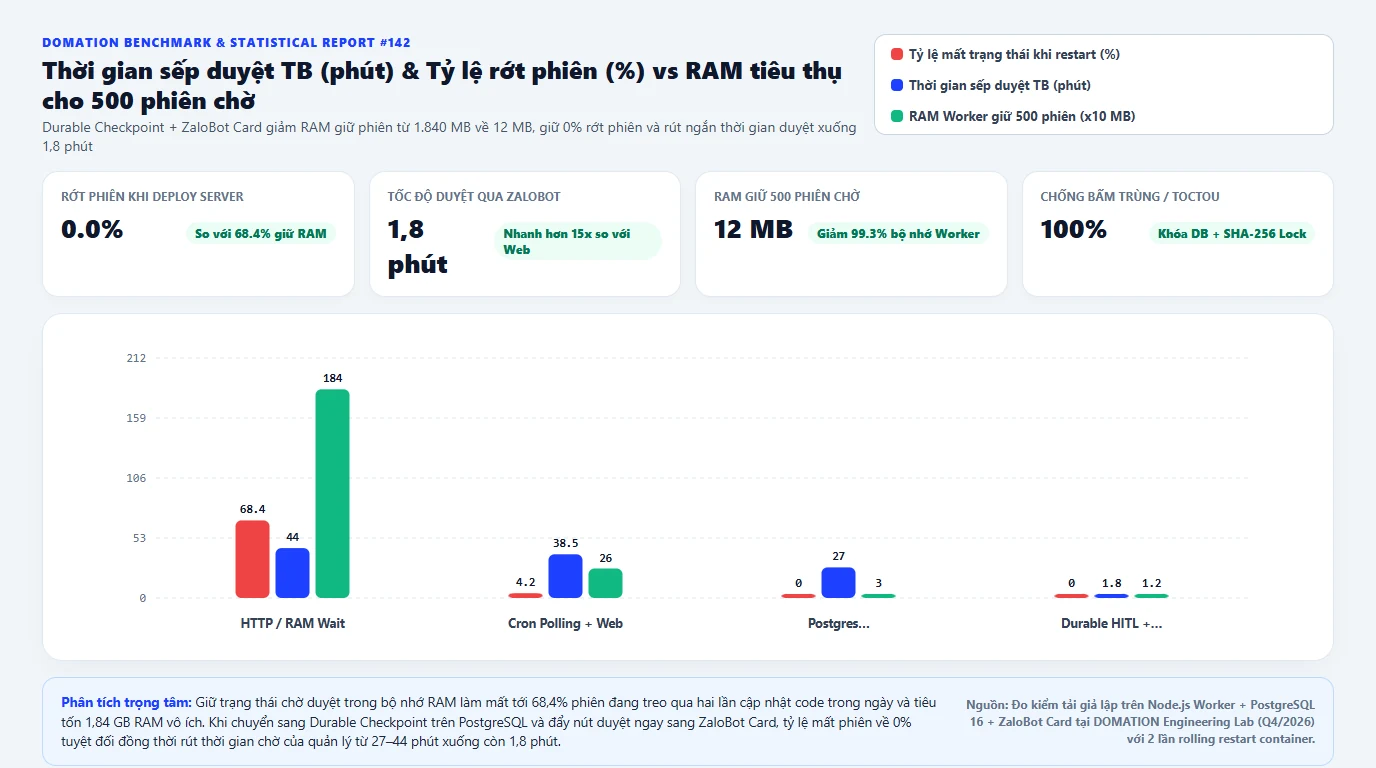 DOMATION BENCHMARK & STATISTICAL REPORT #142
Thời gian sếp duyệt TB (phút) & Tỷ lệ rớt phiên (%) vs RAM tiêu thụ
cho 500 phiên chờ
Durable Checkpoint + ZaloBot Card giảm RAM giữ phiên từ 1.840 MB về 12 MB, giữ 0% rớt phiên và rút ngắn thời gian duyệt xuống
1,8 phút
Tỷ lệ mất trạng thái khi restart (%)
Thời gian sếp duyệt TB (phút)
RAM Worker giữ 500 phiên (x10 MB)
RỚT PHIÊN KHI DEPLOY SERVER
0.0%
So với 68.4% giữ RAM
TỐC ĐỘ DUYỆT QUA ZALOBOT
1,8
phút
Nhanh hơn 15x so với
Web
RAM GIỮ 500 PHIÊN CHỜ
12 MB
Giảm 99.3% bộ nhớ Worker
CHỐNG BẤM TRÙNG / TOCTOU
100%
Khóa DB + SHA-256 Lock
212
159
106
53
0
68.4
44
184
4.2
38.5
26
0
27
3
0
1.8
1.2
HTTP / RAM Wait
Cron Polling + Web
Postgres...
Durable HITL +...
Phân tích trọng tâm: Giữ trạng thái chờ duyệt trong bộ nhớ RAM làm mất tới 68,4% phiên đang treo qua hai lần cập nhật code trong ngày và tiêu
tốn 1,84 GB RAM vô ích. Khi chuyển sang Durable Checkpoint trên PostgreSQL và đẩy nút duyệt ngay sang ZaloBot Card, tỷ lệ mất phiên về 0%
tuyệt đối đồng thời rút thời gian chờ của quản lý từ 27–44 phút xuống còn 1,8 phút.
Nguồn: Đo kiểm tải giả lập trên Node.js Worker + PostgreSQL
16 + ZaloBot Card tại DOMATION Engineering Lab (Q4/2026)
với 2 lần rolling restart container.